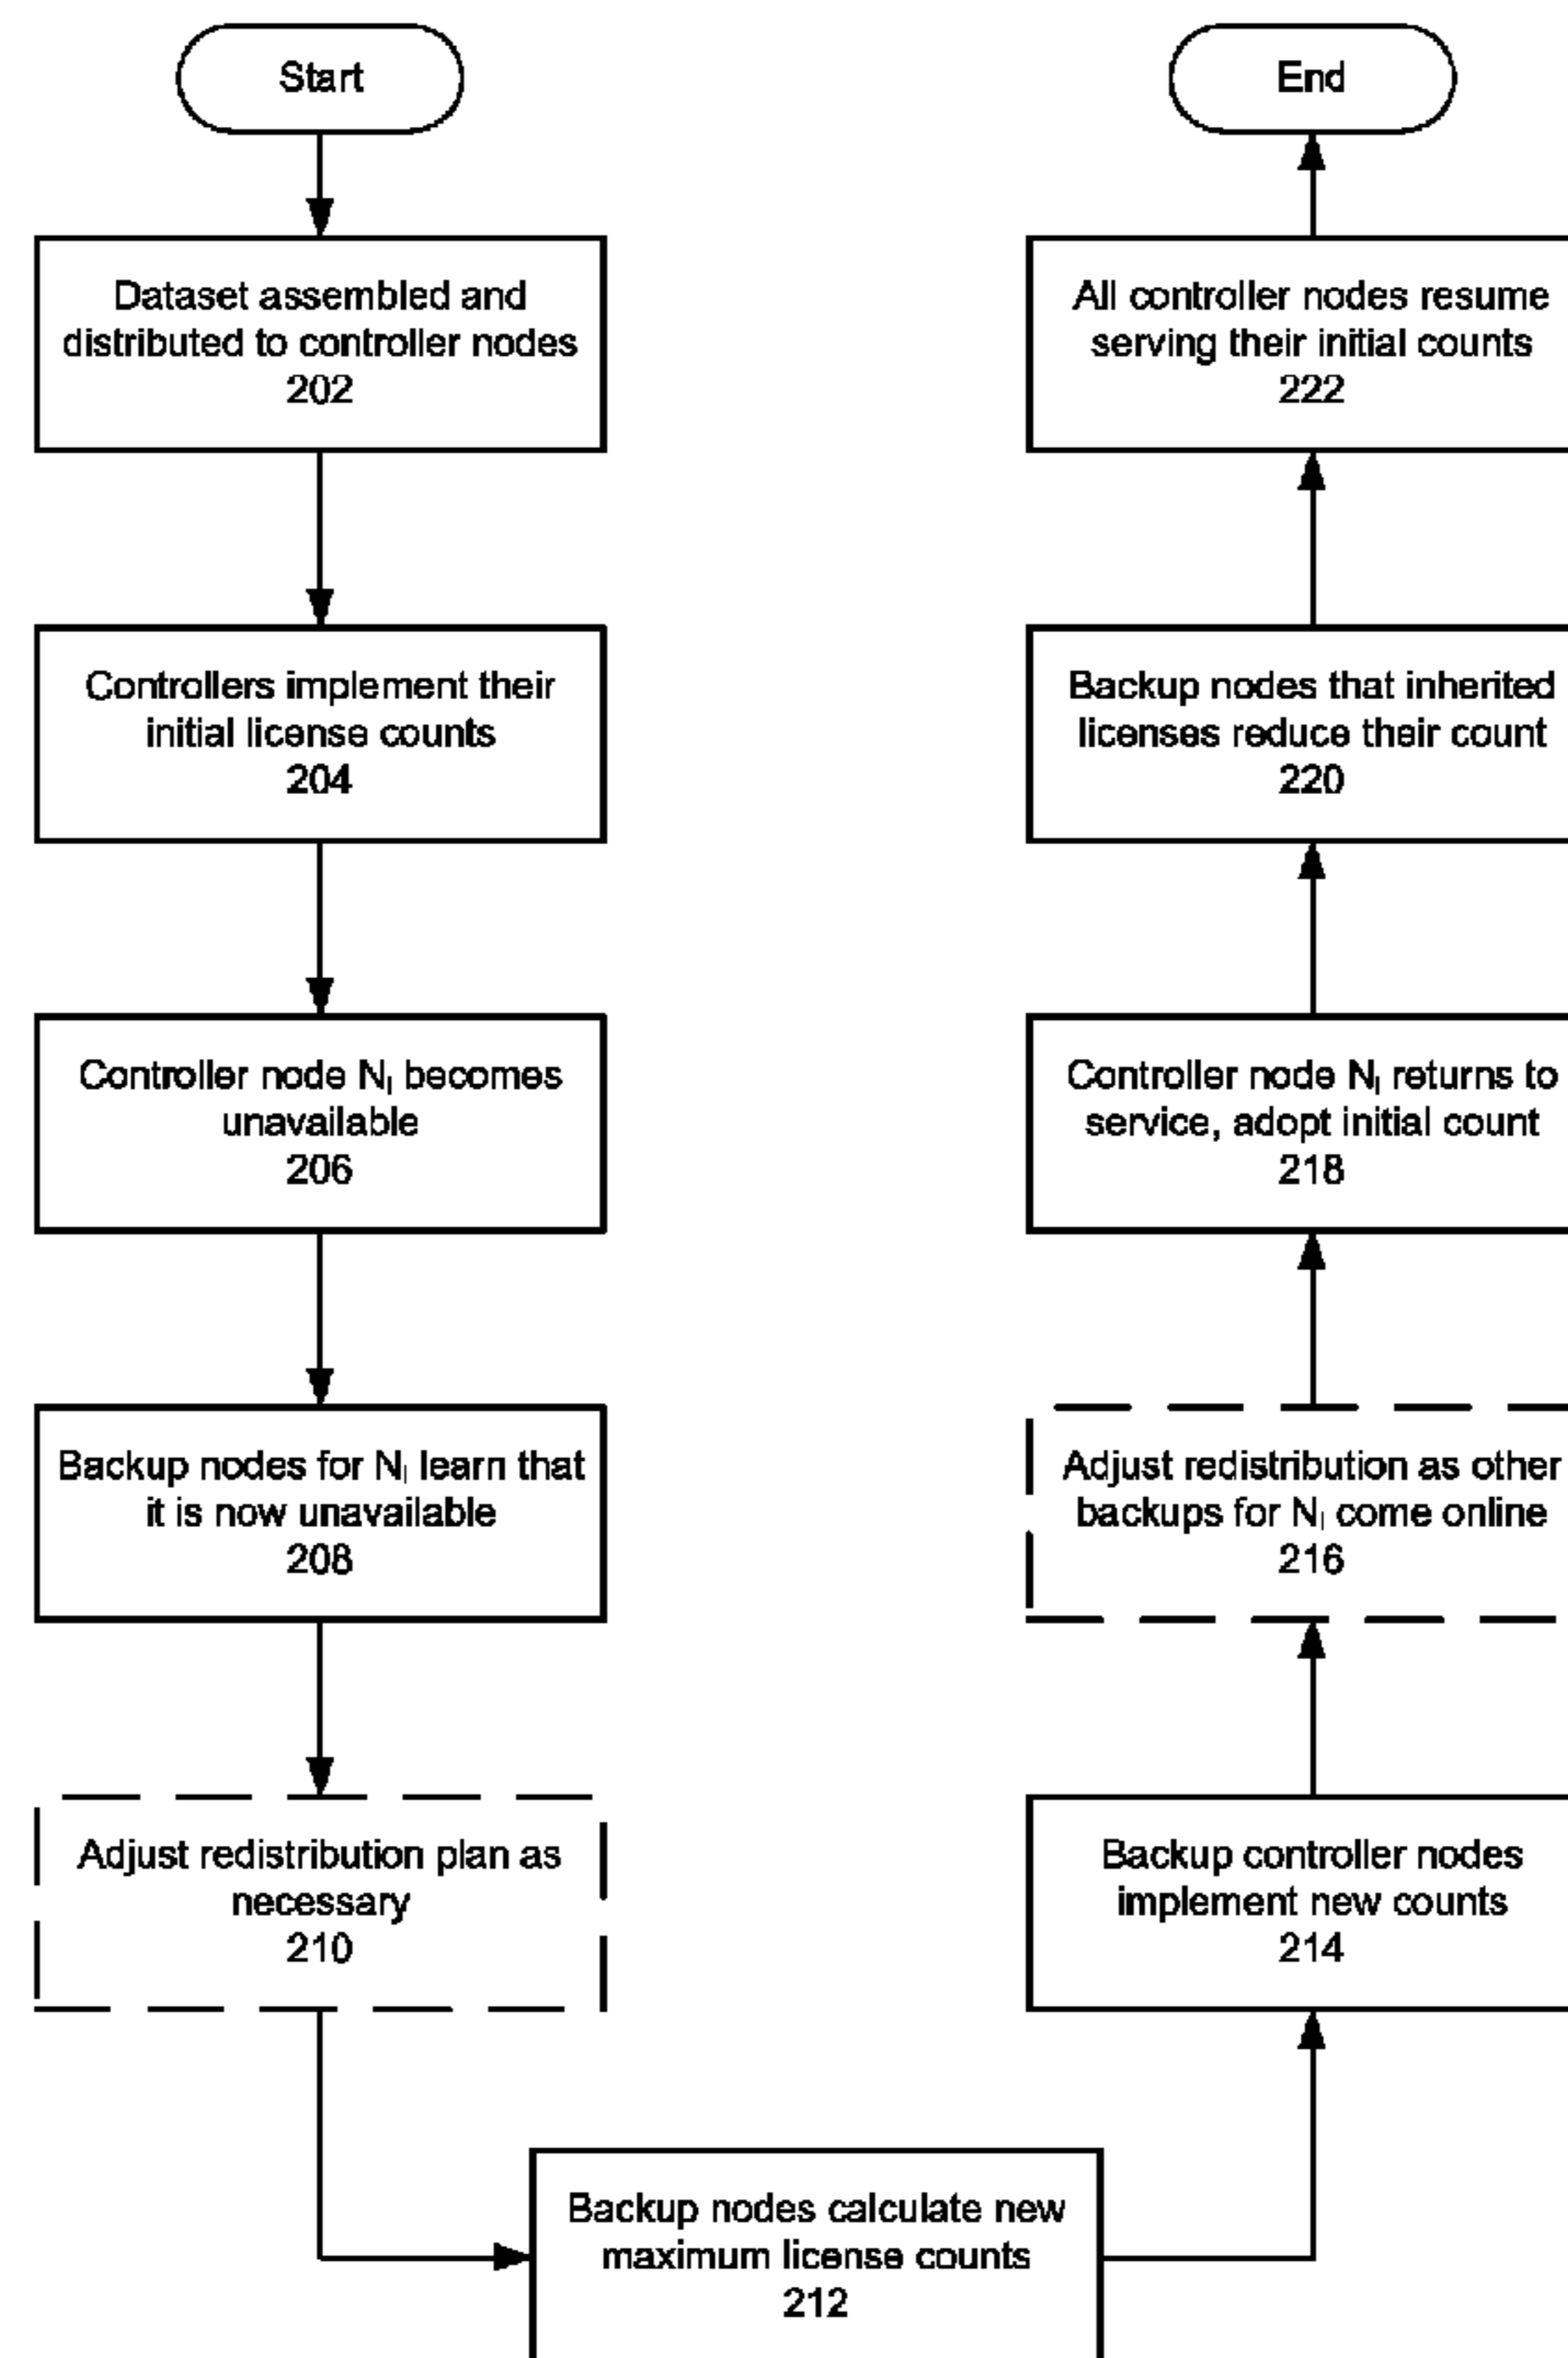 Start
Dataset assembled and
distributed to controller nodes
202
Controllers implement their
initial license counts
204
Controller node NI becomes
unavailable
206
Backup nodes for NI learn that
it is now unavailable
208
Adjust redistribution plan as
necessary
210
Backup nodes calculate new
maximum license counts
212
Backup controller nodes
implement new counts
214
Adjust redistribution as other
backups for NI come online
216
Controller node NI returns to
service, adopt initial count
218
Backup nodes that inherited
licenses reduce their count
220
All controller nodes resume
serving their initial counts
222
End